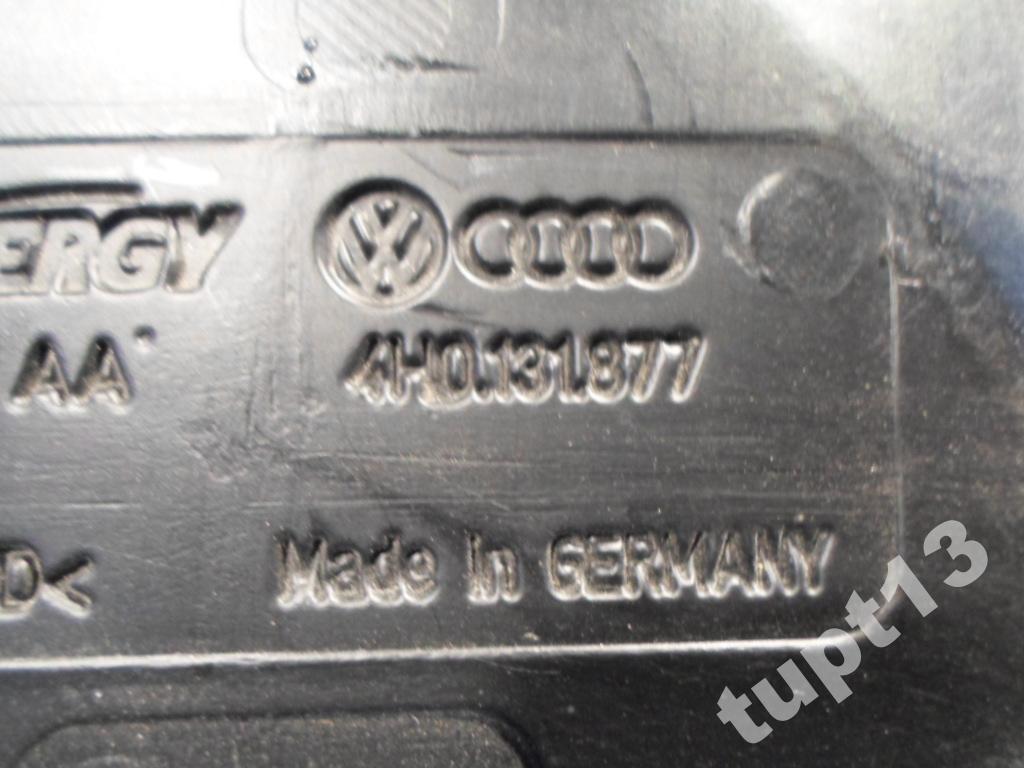 ERGY
AA
4H0.131.877
D<
Made in GERMANY
tupt13